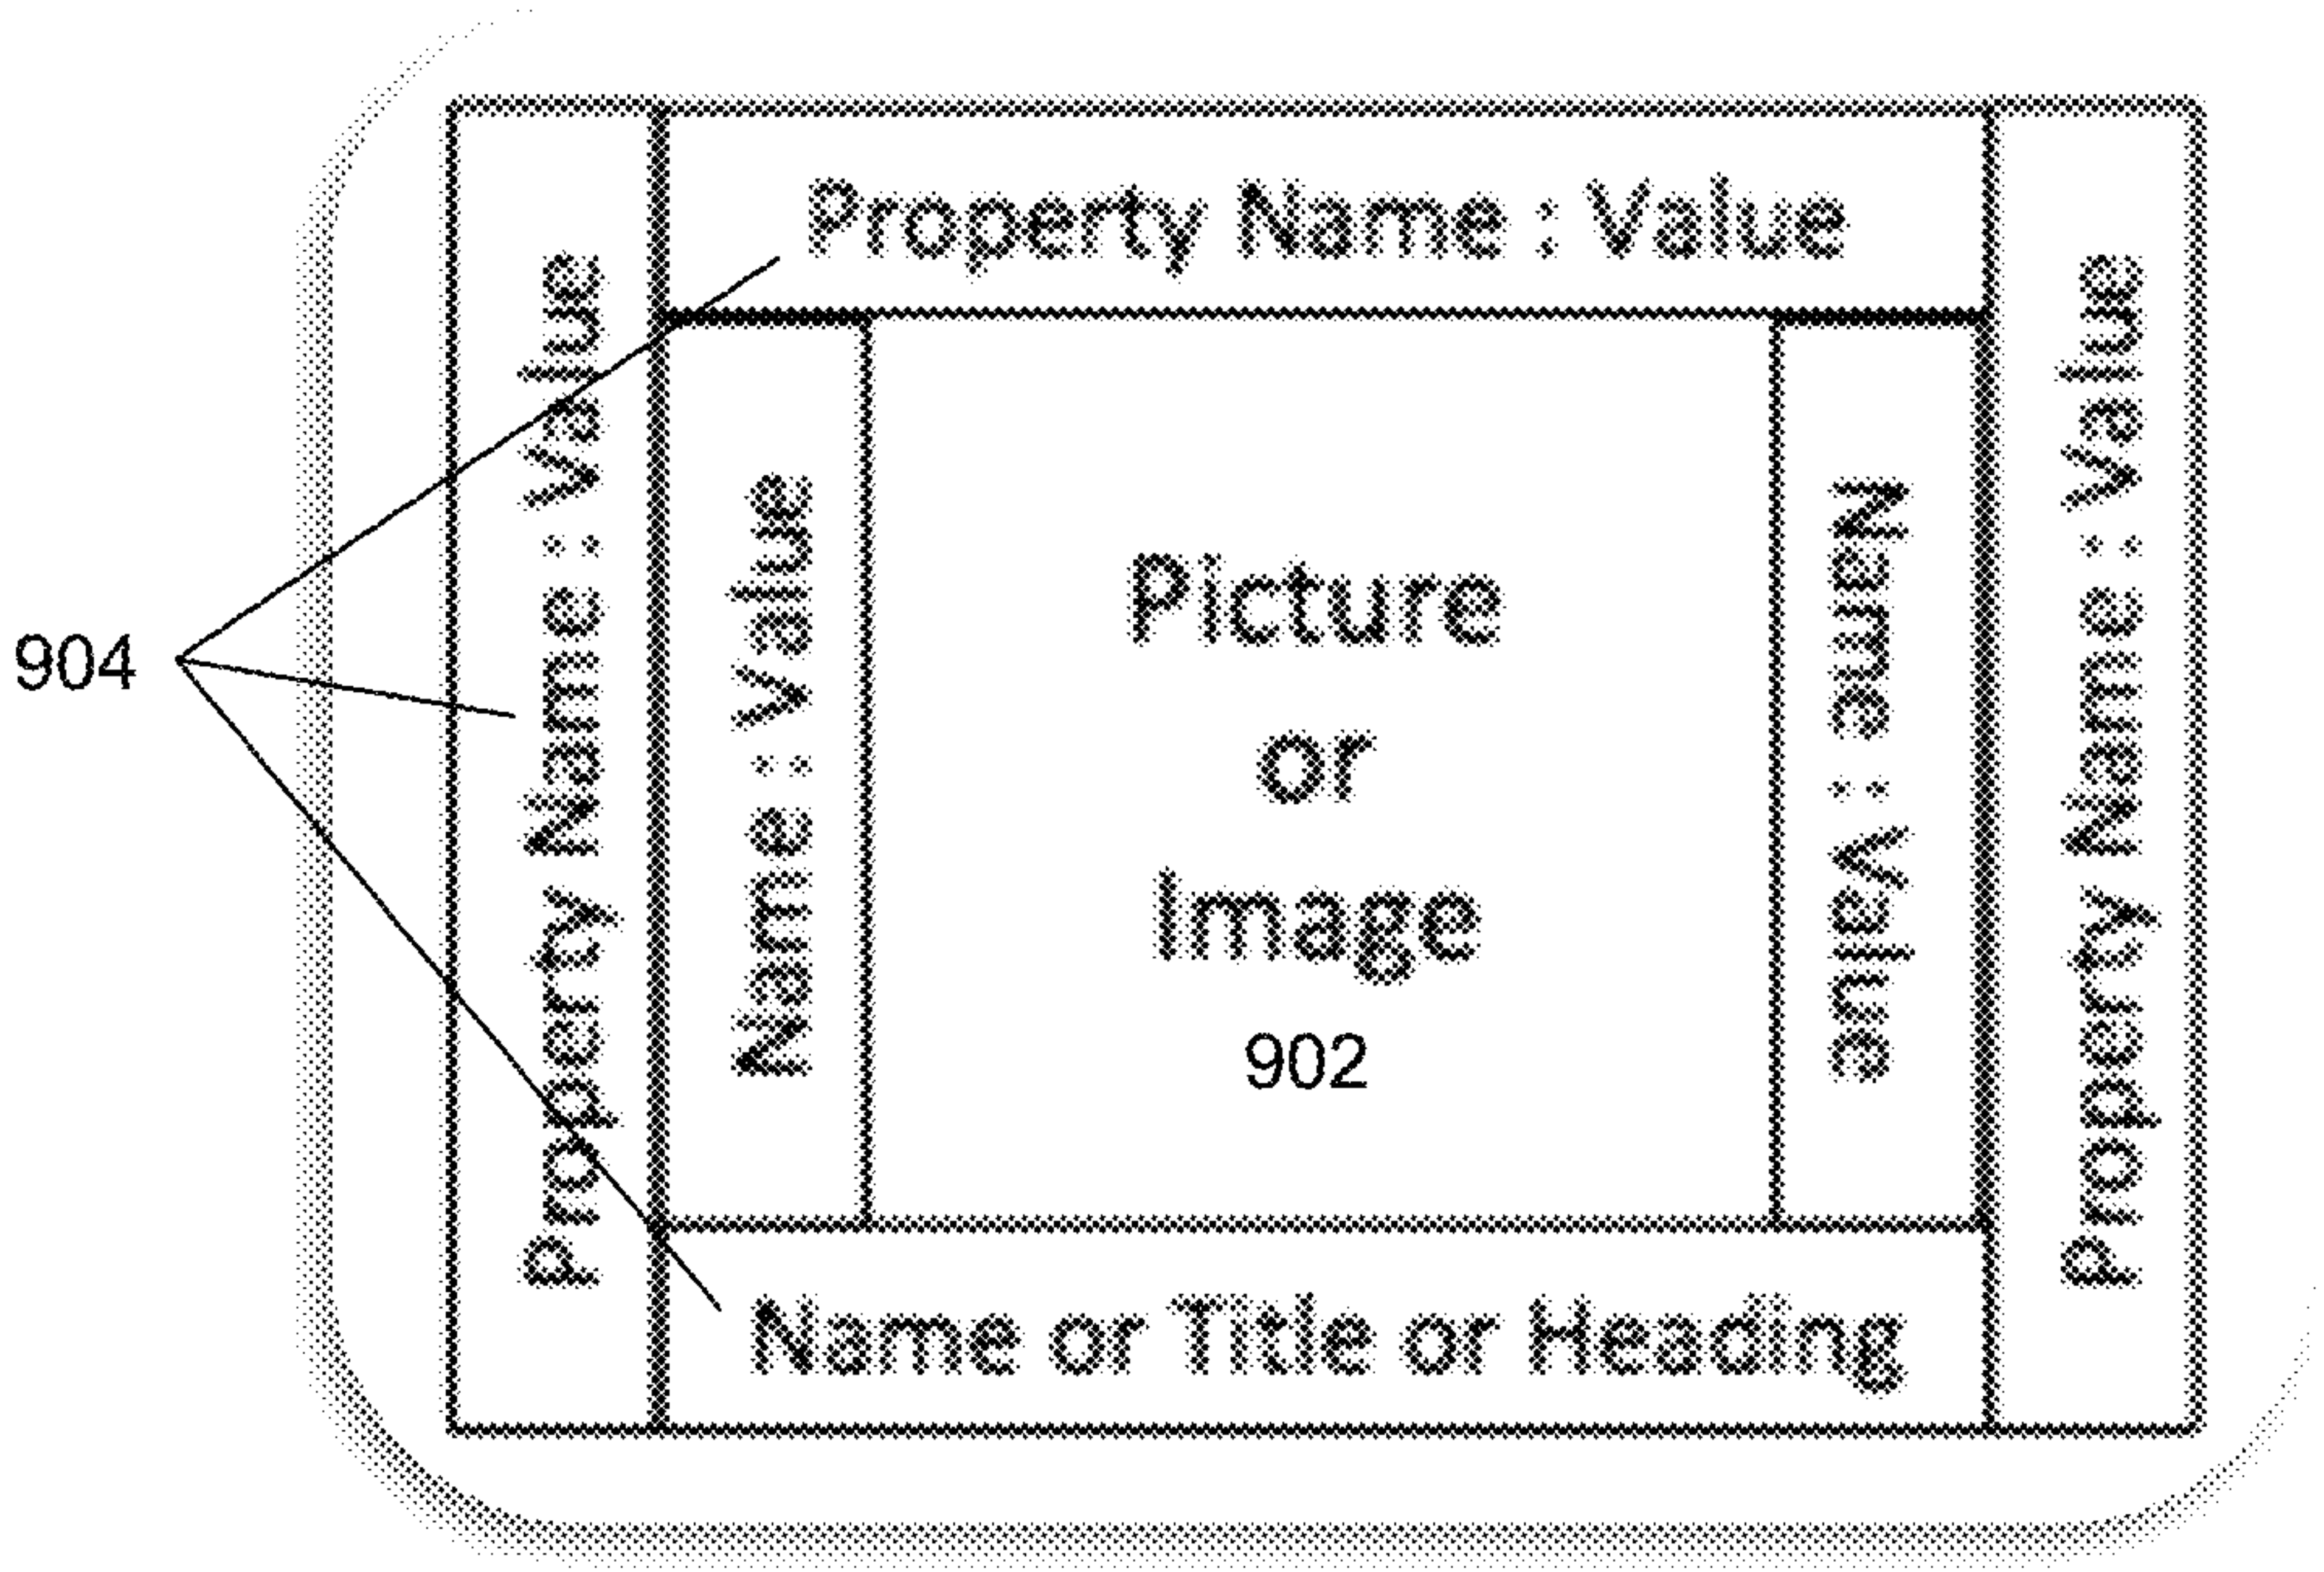 Property Name : Value
Property Name : Value
Name : Value
Picture
or
Image
902
Name : Value
Property Name : Value
904
Name or Title or Heading